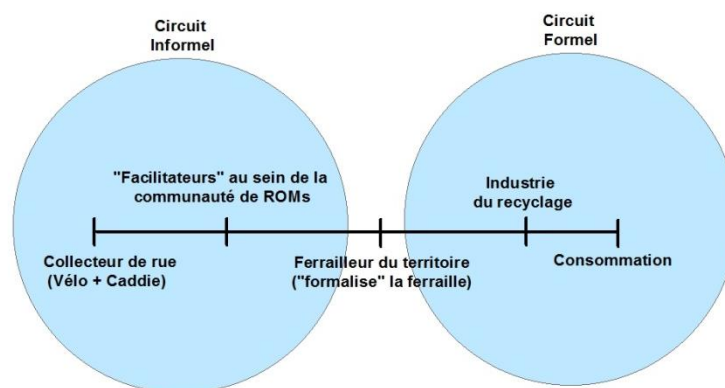 Circuit
Informel
Circuit
Formel
"Facilitateurs" au sein de la
communauté de ROMs
Industrie
du recyclage
Collecteur de rue
(Vélo + Caddie)
Ferrailleur du territoire
("formalise" la ferraille)
Consommation